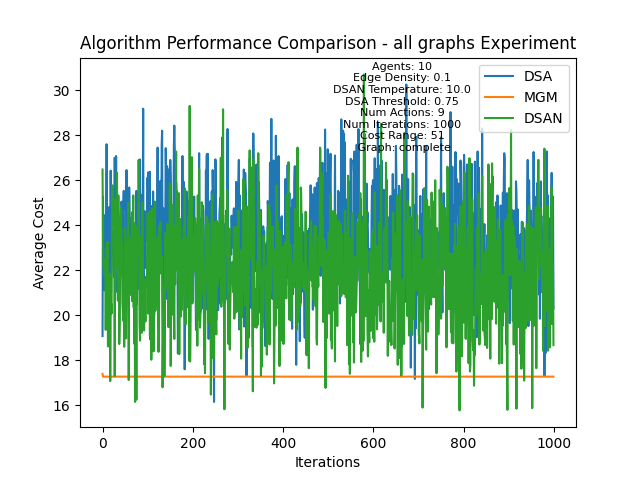 Algorithm Performance Comparison - all graphs Experiment
Agents: 10
Edge Density: 0.1
DSAN Temperature: 10.0
DSA Threshold: 0.75
Num Actions: 9
Num Iterations: 1000
Cost Range: 51
Graph: complete
DSA
MGM
DSAN
Average Cost
30
28
26
24
22
20
18
16
0
200
400
600
800
1000
Iterations